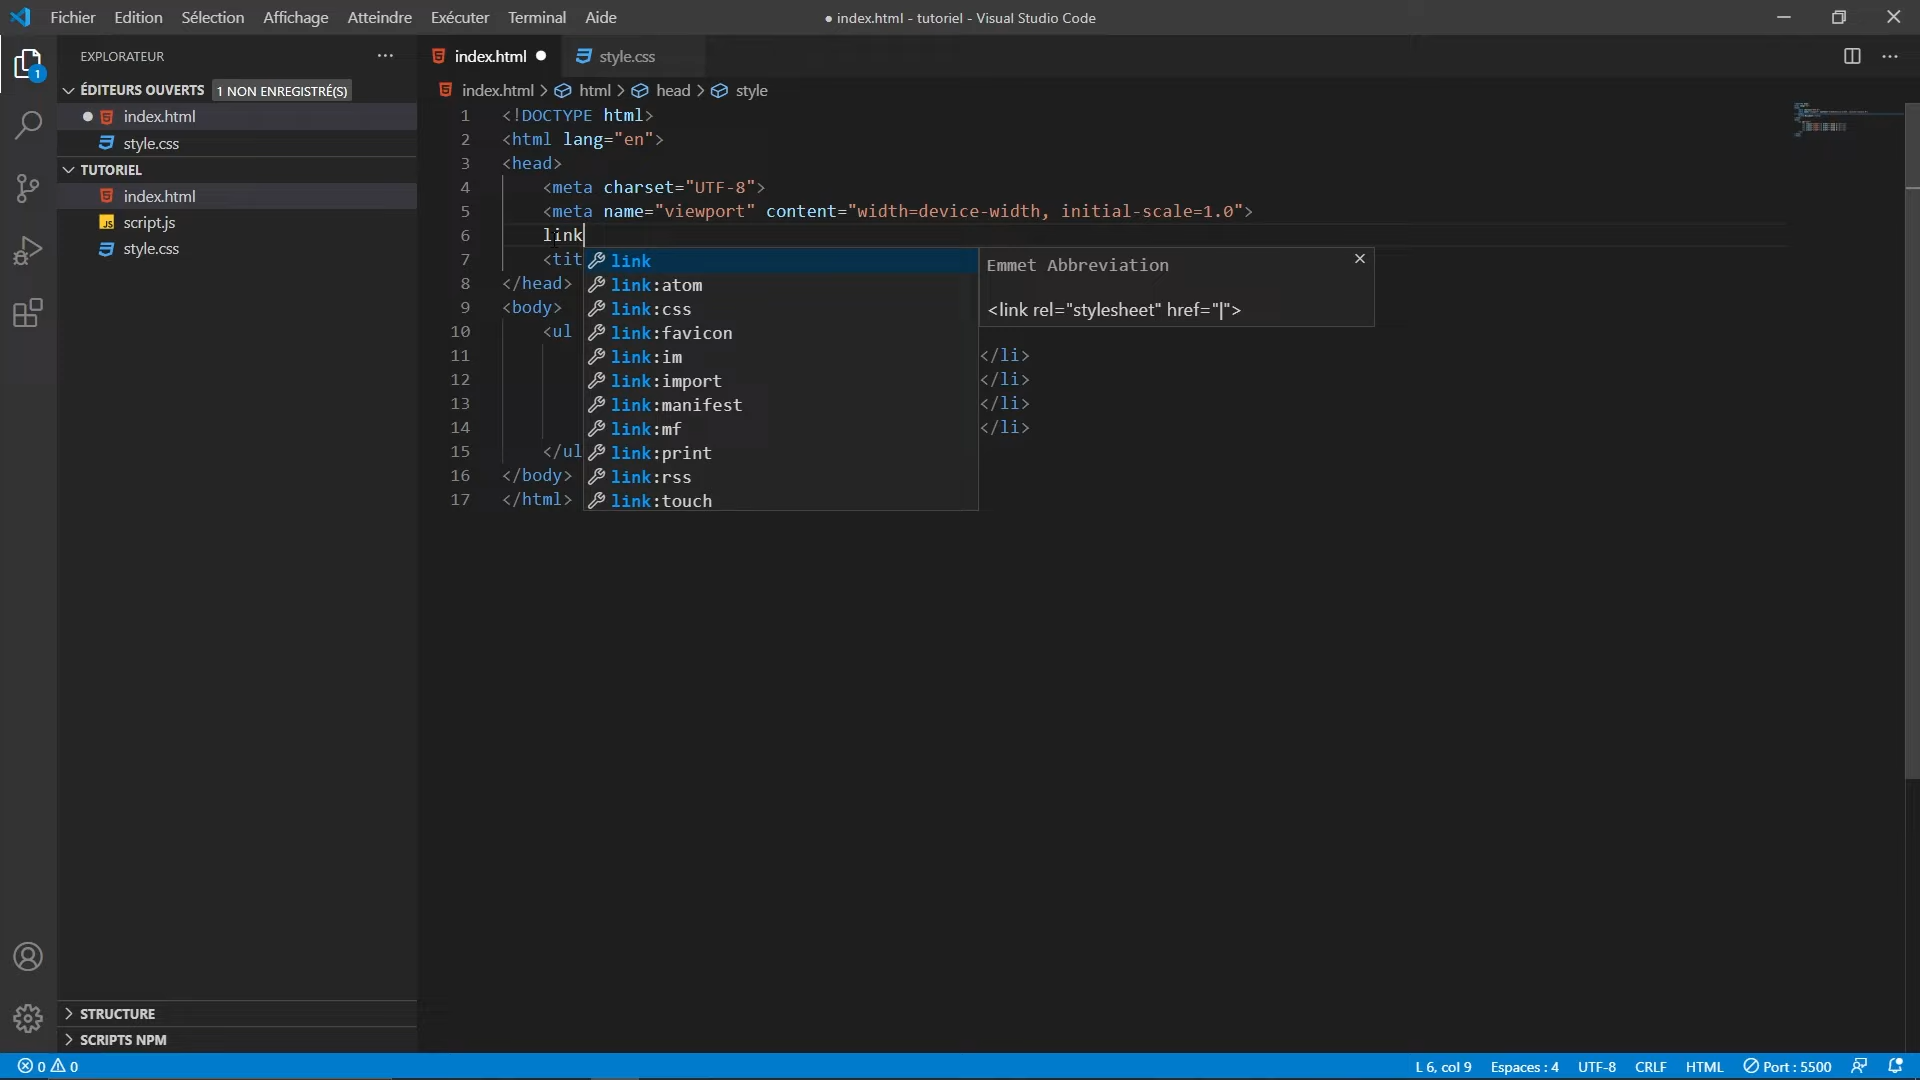 Fichier Edition Sélection Affichage Atteindre Exécuter Terminal Aide
● index.html - tutoriel - Visual Studio Code
EXPLORATEUR ···
1
ÉDITEURS OUVERTS 1 NON ENREGISTRÉ(S)
index.html
style.css
TUTORIEL
index.html
JS script.js
style.css
STRUCTURE
SCRIPTS NPM
index.html ● style.css
index.html > html > head > style
1 <!DOCTYPE html>
2 <html lang="en">
3 <head>
4 <meta charset="UTF-8">
5 <meta name="viewport" content="width=device-width, initial-scale=1.0">
6 link
7 <tit
8 </head>
9 <body>
10 <ul
11 </li>
12 </li>
13 </li>
14 </li>
15 </ul
16 </body>
17 </html>
link
link:atom
link:css
link:favicon
link:im
link:import
link:manifest
link:mf
link:print
link:rss
link:touch
Emmet Abbreviation
<link rel="stylesheet" href="|">
0 0
L 6, col 9 Espaces : 4 UTF-8 CRLF HTML Port : 5500